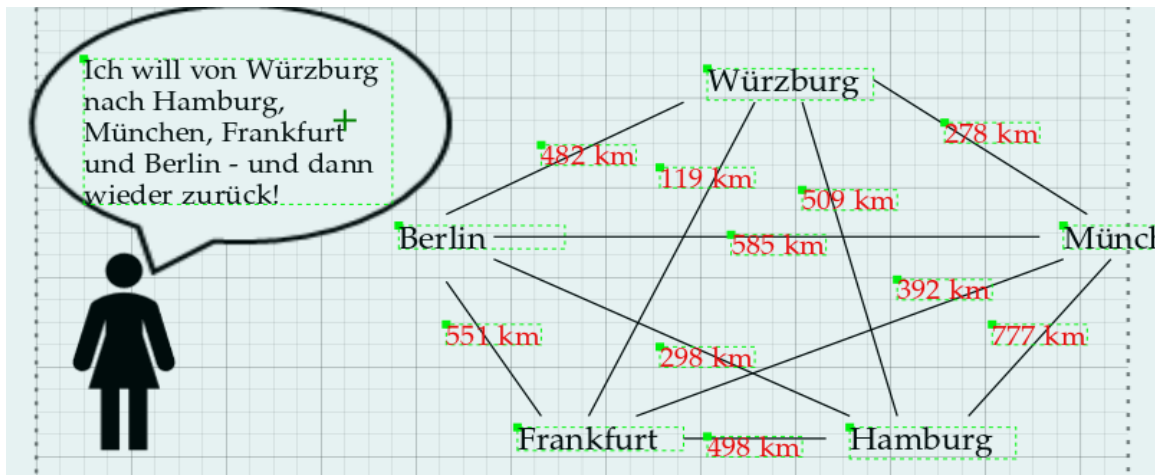 Ich will von Würzburg
nach Hamburg,
München, Frankfurt
und Berlin - und dann
wieder zurück!
Würzburg
482 km
119 km
509 km
278 km
Berlin
585 km
Münch
392 km
551 km
298 km
777 km
Frankfurt
498 km
Hamburg